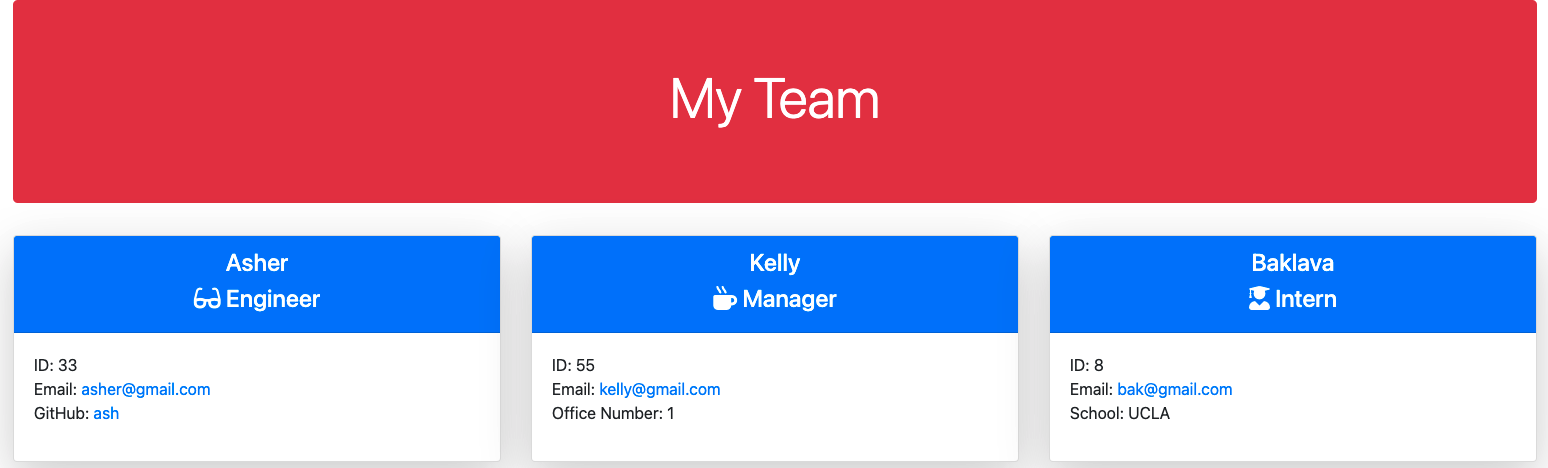 My Team
Asher
Engineer
ID: 33
Email: asher@gmail.com
GitHub: ash
Kelly
Manager
ID: 55
Email: kelly@gmail.com
Office Number: 1
Baklava
Intern
ID: 8
Email: bak@gmail.com
School: UCLA